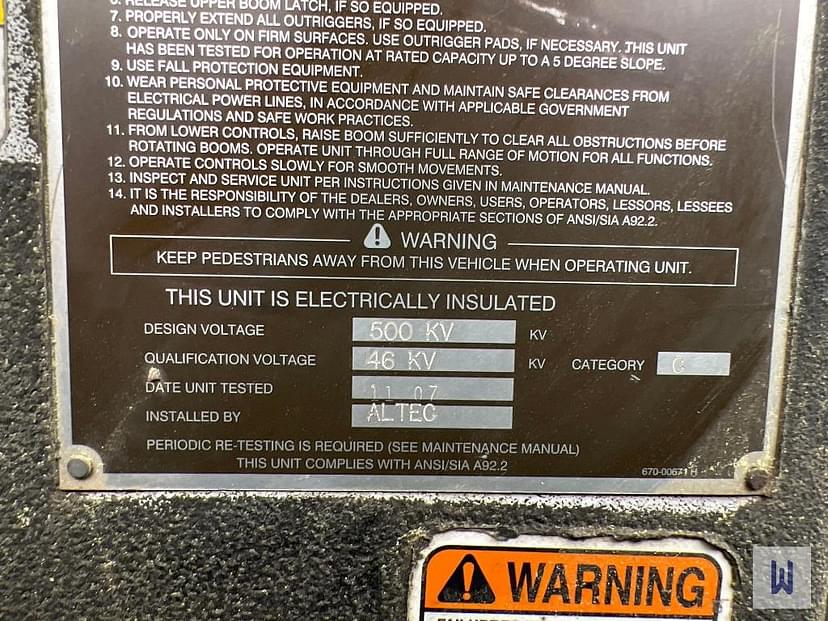 6. RELEASE UPPER BOOM LATCH, IF SO EQUIPPED.
7. PROPERLY EXTEND ALL OUTRIGGERS, IF SO EQUIPPED.
8. OPERATE ONLY ON FIRM SURFACES. USE OUTRIGGER PADS, IF NECESSARY. THIS UNIT
HAS BEEN TESTED FOR OPERATION AT RATED CAPACITY UP TO A 5 DEGREE SLOPE.
9. USE FALL PROTECTION EQUIPMENT.
10. WEAR PERSONAL PROTECTIVE EQUIPMENT AND MAINTAIN SAFE CLEARANCES FROM
ELECTRICAL POWER LINES, IN ACCORDANCE WITH APPLICABLE GOVERNMENT
REGULATIONS AND SAFE WORK PRACTICES.
11. FROM LOWER CONTROLS, RAISE BOOM SUFFICIENTLY TO CLEAR ALL OBSTRUCTIONS BEFORE
ROTATING BOOMS. OPERATE UNIT THROUGH FULL RANGE OF MOTION FOR ALL FUNCTIONS.
12. OPERATE CONTROLS SLOWLY FOR SMOOTH MOVEMENTS.
13. INSPECT AND SERVICE UNIT PER INSTRUCTIONS GIVEN IN MAINTENANCE MANUAL.
14. IT IS THE RESPONSIBILITY OF THE DEALERS, OWNERS, USERS, OPERATORS, LESSORS, LESSEES
AND INSTALLERS TO COMPLY WITH THE APPROPRIATE SECTIONS OF ANSI/SIA A92.2.
WARNING
KEEP PEDESTRIANS AWAY FROM THIS VEHICLE WHEN OPERATING UNIT.
THIS UNIT IS ELECTRICALLY INSULATED
DESIGN VOLTAGE 500 KV KV
QUALIFICATION VOLTAGE 46 KV KV CATEGORY C
DATE UNIT TESTED 11 07
INSTALLED BY ALTEC
PERIODIC RE-TESTING IS REQUIRED (SEE MAINTENANCE MANUAL)
THIS UNIT COMPLIES WITH ANSI/SIA A92.2
670-00671 H
WARNING
W